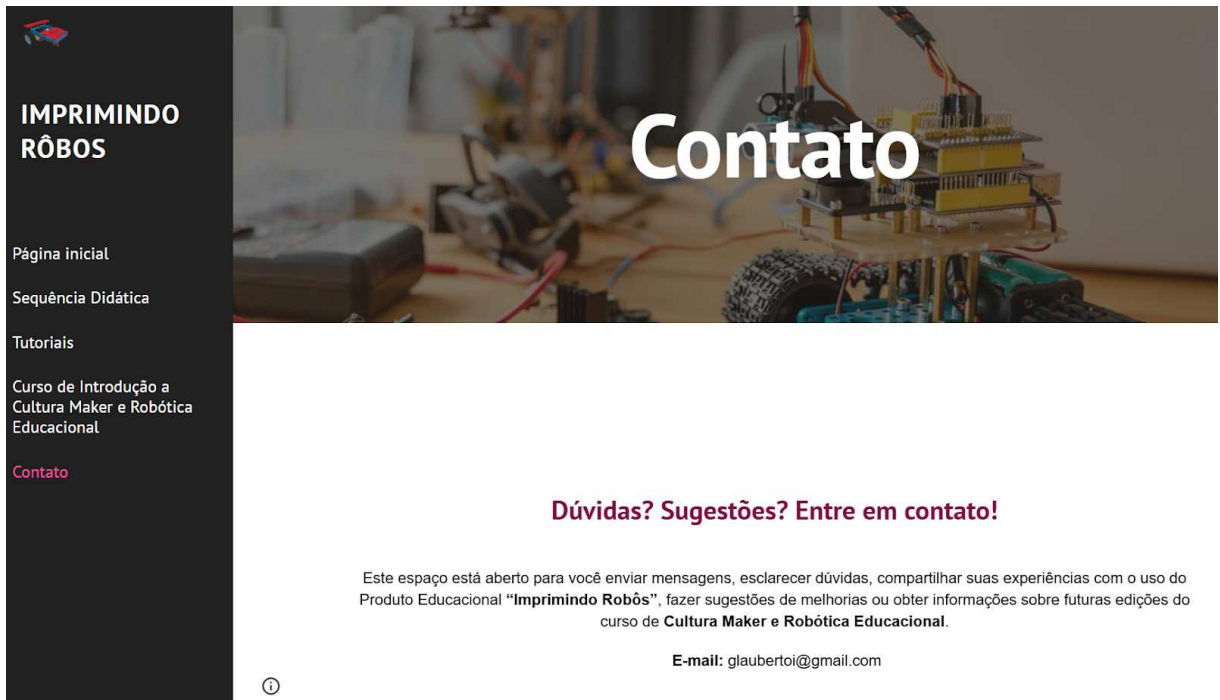 IMPRIMINDO
RÔBOS
Página inicial
Sequência Didática
Tutoriais
Curso de Introdução a
Cultura Maker e Robótica
Educacional
Contato
Contato
Dúvidas? Sugestões? Entre em contato!
Este espaço está aberto para você enviar mensagens, esclarecer dúvidas, compartilhar suas experiências com o uso do
Produto Educacional “Imprimindo Robôs”, fazer sugestões de melhorias ou obter informações sobre futuras edições do
curso de Cultura Maker e Robótica Educacional.
E-mail: glaubertoi@gmail.com